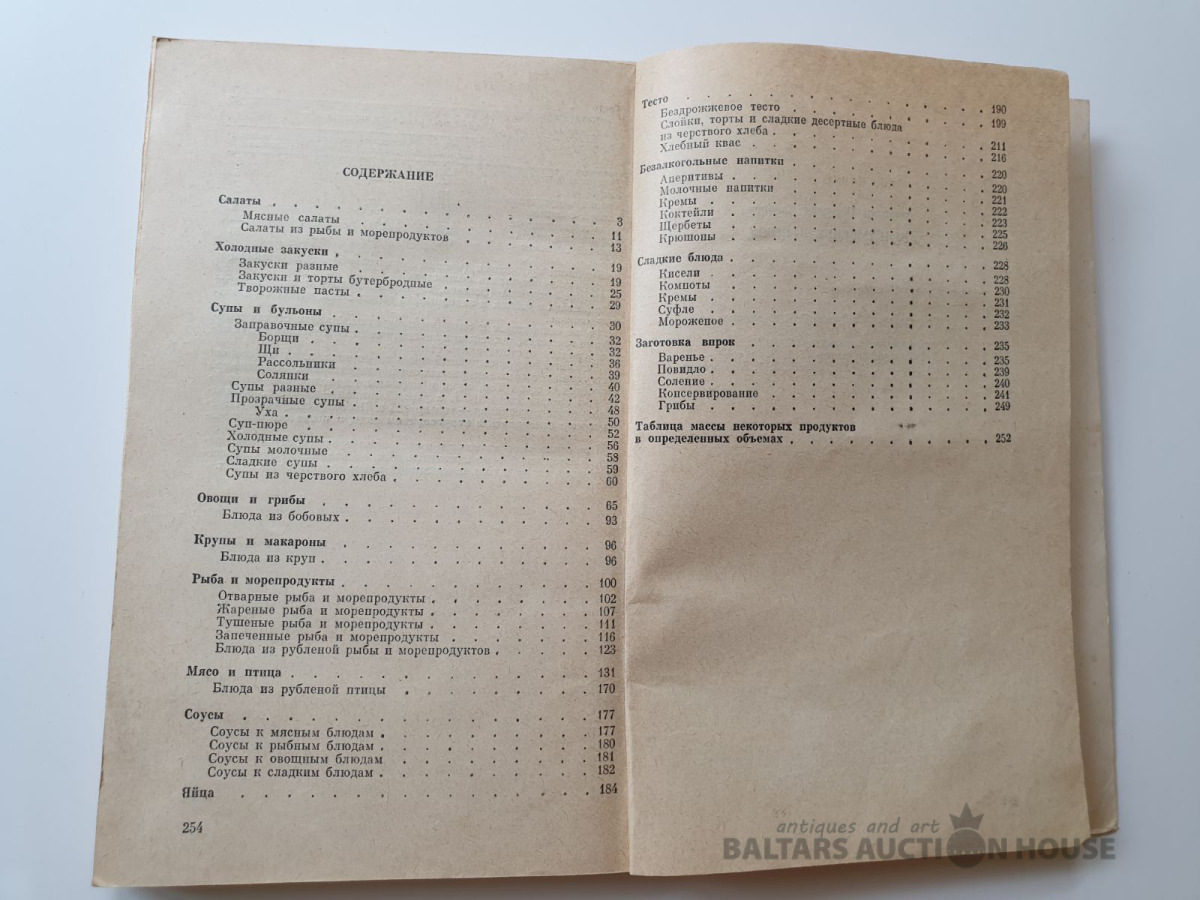 СОДЕРЖАНИЕ
Салаты . . . . . . . . . . . 3
Мясные салаты . . . . . . . . . 11
Салаты из рыбы и морепродуктов . . . . . . 13
Холодные закуски . . . . . . . . . 19
Закуски разные . . . . . . . . . 19
Закуски и торты бутербродные . . . . . . 25
Творожные пасты . . . . . . . . . 29
Супы и бульоны . . . . . . . . . 30
Заправочные супы . . . . . . . . . 32
Борщи . . . . . . . . . 32
Щи . . . . . . . . . 36
Рассольники . . . . . . . . . 39
Солянки . . . . . . . . . 40
Супы разные . . . . . . . . . 42
Прозрачные супы . . . . . . . . . 48
Уха . . . . . . . . . 50
Суп-пюре . . . . . . . . . 52
Холодные супы . . . . . . . . . 56
Супы молочные . . . . . . . . . 58
Сладкие супы . . . . . . . . . 59
Супы из черствого хлеба . . . . . . . 60
Овощи и грибы . . . . . . . . . 65
Блюда из бобовых . . . . . . . . . 93
Крупы и макароны . . . . . . . . . 96
Блюда из круп . . . . . . . . . 96
Рыба и морепродукты . . . . . . . . . 100
Отварные рыба и морепродукты . . . . . . 102
Жареные рыба и морепродукты . . . . . . 107
Тушеные рыба и морепродукты . . . . . . 111
Запеченные рыба и морепродукты . . . . . . 116
Блюда из рубленой рыбы и морепродуктов . . . . 123
Мясо и птица . . . . . . . . . 131
Блюда из рубленой птицы . . . . . . . 170
Соусы . . . . . . . . . 177
Соусы к мясным блюдам . . . . . . . 177
Соусы к рыбным блюдам . . . . . . . 180
Соусы к овощным блюдам . . . . . . . 181
Соусы к сладким блюдам . . . . . . . 182
Яйца . . . . . . . . . 184
254
Тесто . . . . . . . . . 190
Бездрожжевое тесто . . . . . . . 199
Слойки, торты и сладкие десертные блюда
из черствого хлеба . . . . . . . 211
Хлебный квас . . . . . . . 216
Безалкогольные напитки . . . . . . . 220
Аперитивы . . . . . . . 220
Молочные напитки . . . . . . . 221
Кремы . . . . . . . 222
Коктейли . . . . . . . 223
Щербеты . . . . . . . 225
Крюшоны . . . . . . . 226
Сладкие блюда . . . . . . . 228
Кисели . . . . . . . 228
Компоты . . . . . . . 230
Кремы . . . . . . . 231
Суфле . . . . . . . 232
Мороженое . . . . . . . 233
Заготовка впрок . . . . . . . 235
Варенье . . . . . . . 235
Повидло . . . . . . . 239
Соление . . . . . . . 240
Консервирование . . . . . . . 241
Грибы . . . . . . . 249
Таблица массы некоторых продуктов
в определенных объемах . . . . . . . 252
antiques and art
BALTARS AUCTION HOUSE